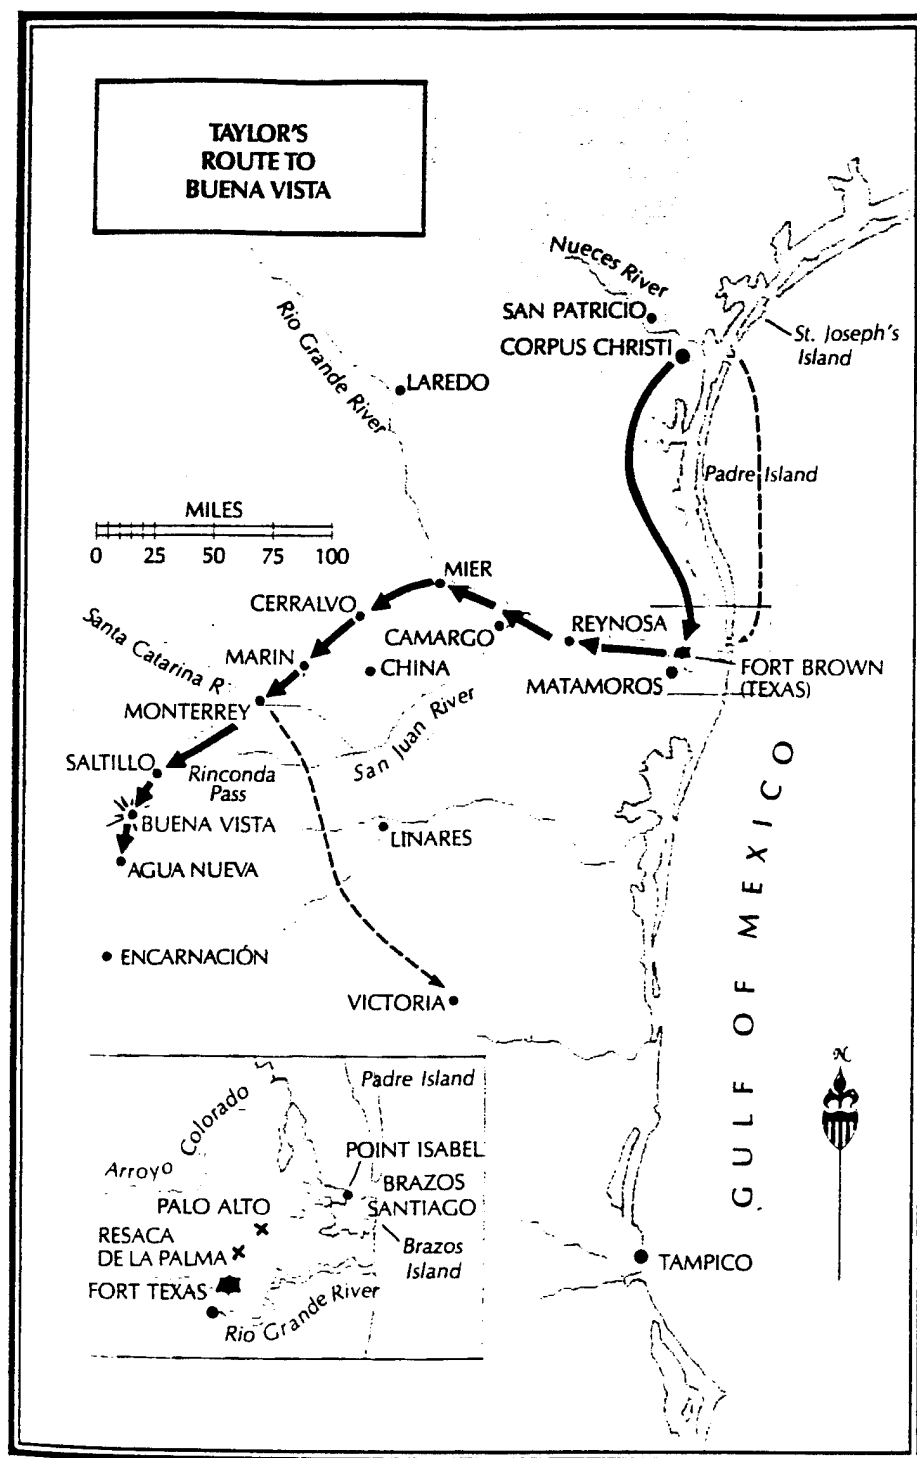 TAYLOR'S
ROUTE TO
BUENA VISTA
Nueces River
SAN PATRICIO
CORPUS CHRISTI
St. Joseph's
Island
Rio Grande River
LAREDO
Padre Island
MILES
0 25 50 75 100
MIER
CERRALVO
CAMARGO
REYNOSA
Santa Catarina R
MARIN
CHINA
MATAMOROS
FORT BROWN
(TEXAS)
MONTERREY
San Juan River
SALTILLO
Rinconda
Pass
BUENA VISTA
LINARES
AGUA NUEVA
GULF OF MEXICO
ENCARNACIÓN
VICTORIA
N
Padre Island
Arroyo Colorado
POINT ISABEL
BRAZOS
SANTIAGO
PALO ALTO
RESACA
DE LA PALMA
Brazos
Island
FORT TEXAS
Rio Grande River
TAMPICO